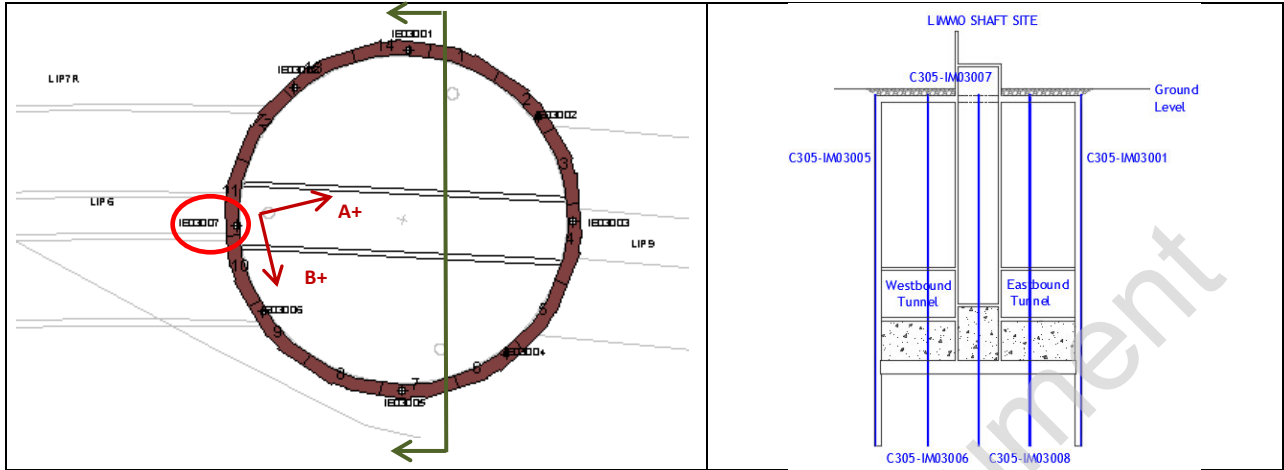 IE03001
14
1
LIP7R
2
IE03002
3
11
LIP6
IE03007
A+
IE03003
4
LIP9
10
B+
IE03006
9
5
IE03004
6
8
7
IE03005
LIMMO SHAFT SITE
C305-IM03007
Ground
Level
C305-IM03005
C305-IM03001
Westbound
Tunnel
Eastbound
Tunnel
C305-IM03006
C305-IM03008
ument